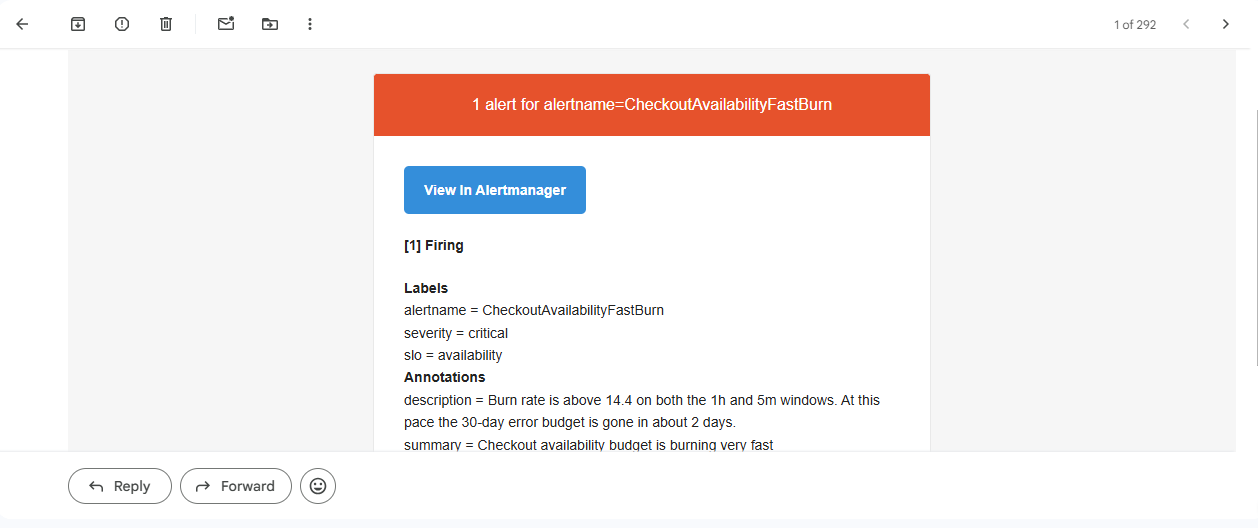 1 of 292
1 alert for alertname=CheckoutAvailabilityFastBurn
View In Alertmanager
[1] Firing
Labels
alertname = CheckoutAvailabilityFastBurn
severity = critical
slo = availability
Annotations
description = Burn rate is above 14.4 on both the 1h and 5m windows. At this
pace the 30-day error budget is gone in about 2 days.
summary = Checkout availability budget is burning very fast
Reply
Forward